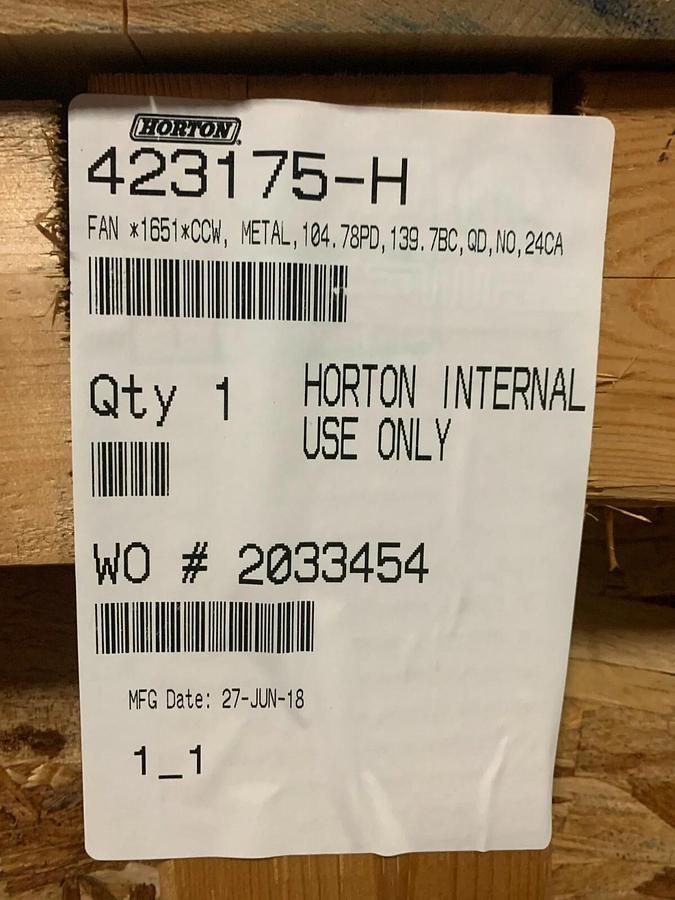 HORTON
423175-H
FAN *1651*CCW, METAL,104.78PD,139.7BC,QD,NO,24CA
Qty 1
HORTON INTERNAL
USE ONLY
WO # 2033454
MFG Date: 27-JUN-18
1_1